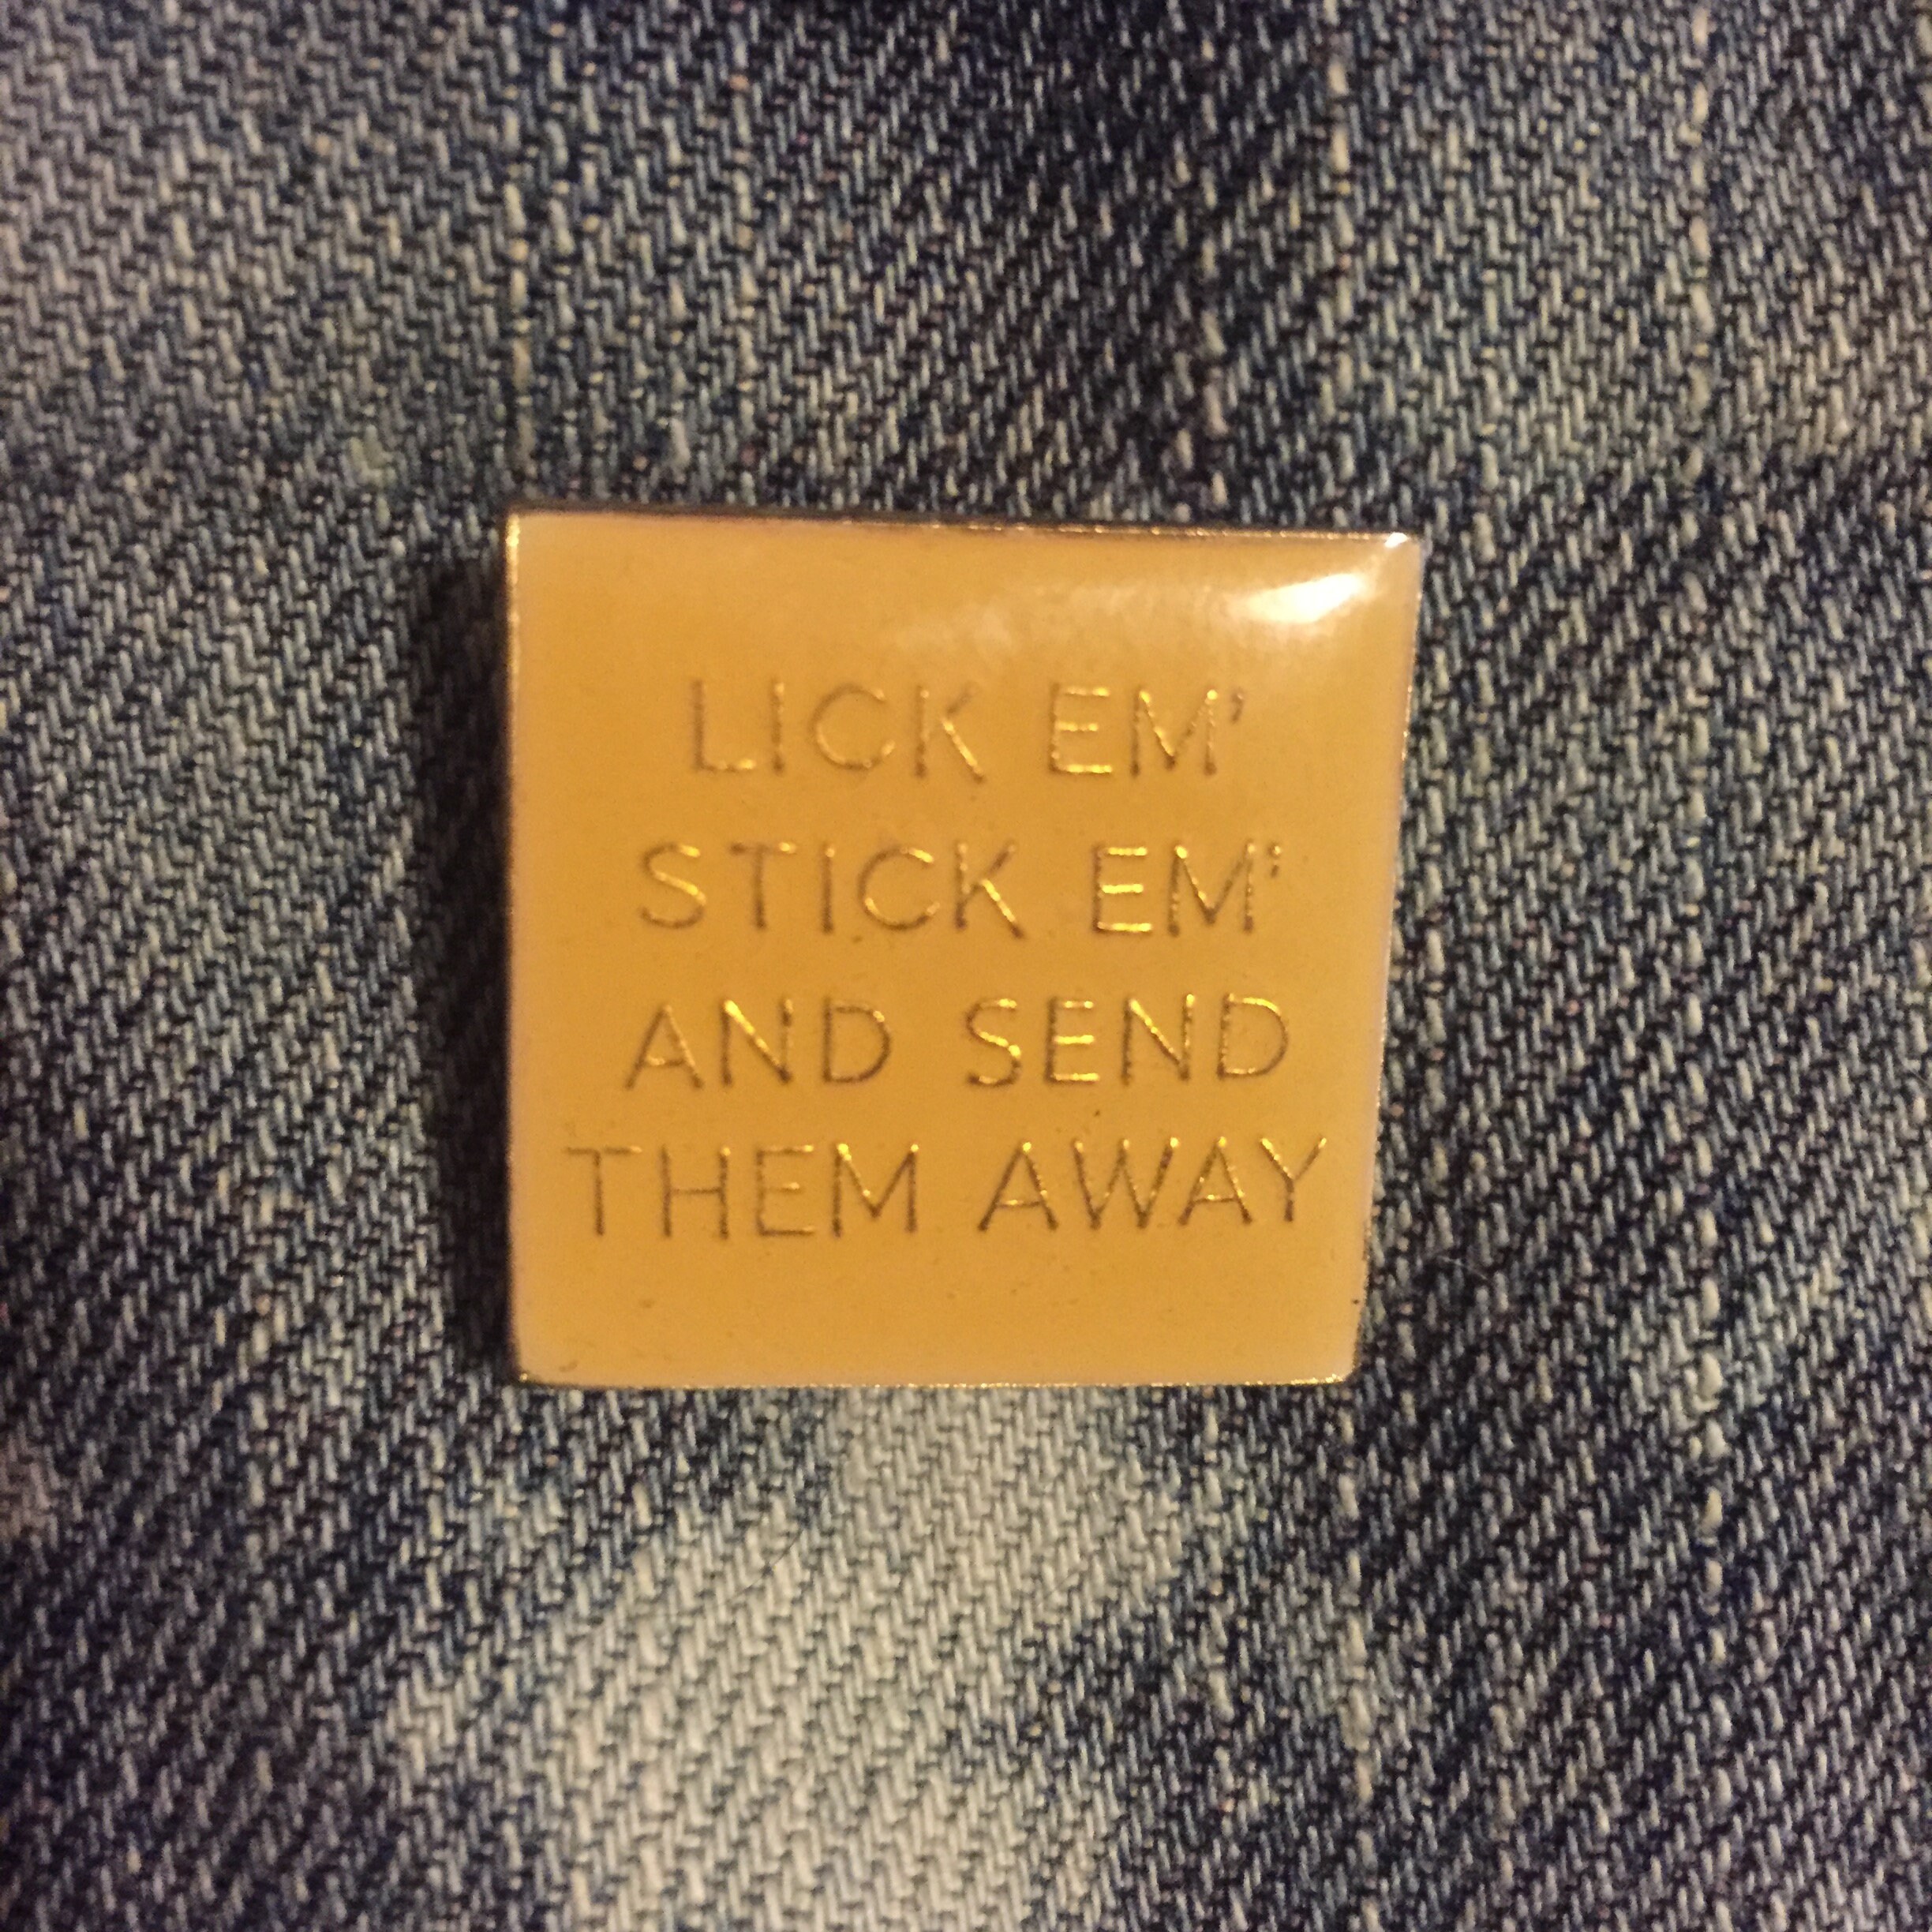 LICK EM'
STICK EM'
AND SEND
THEM AWAY